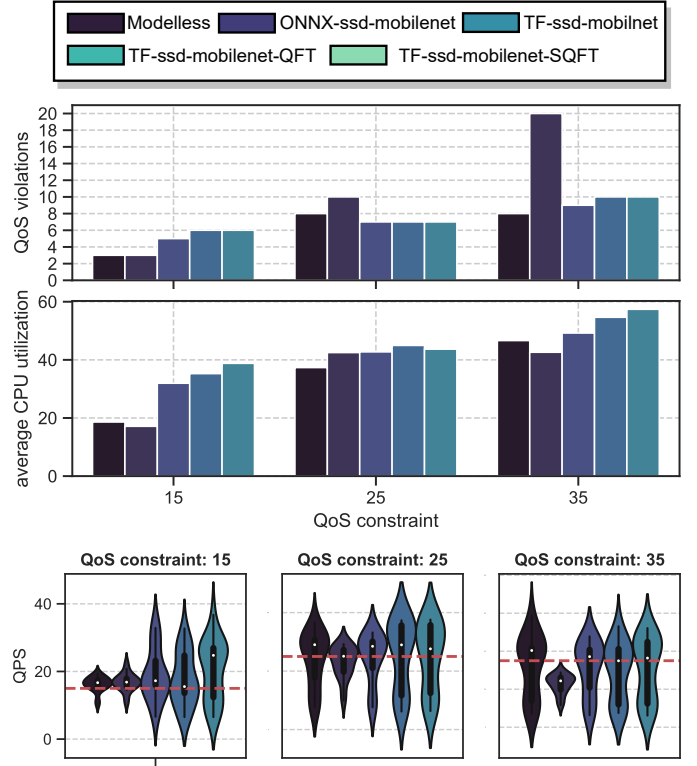 Modelless ONNX-ssd-mobilenet TF-ssd-mobilnet
TF-ssd-mobilenet-QFT TF-ssd-mobilenet-SQFT
QoS violations
20
18
16
14
12
10
8
6
4
2
0
average CPU utilization
60
40
20
0
15 25 35
QoS constraint
QoS constraint: 15 QoS constraint: 25 QoS constraint: 35
QPS
40
20
0